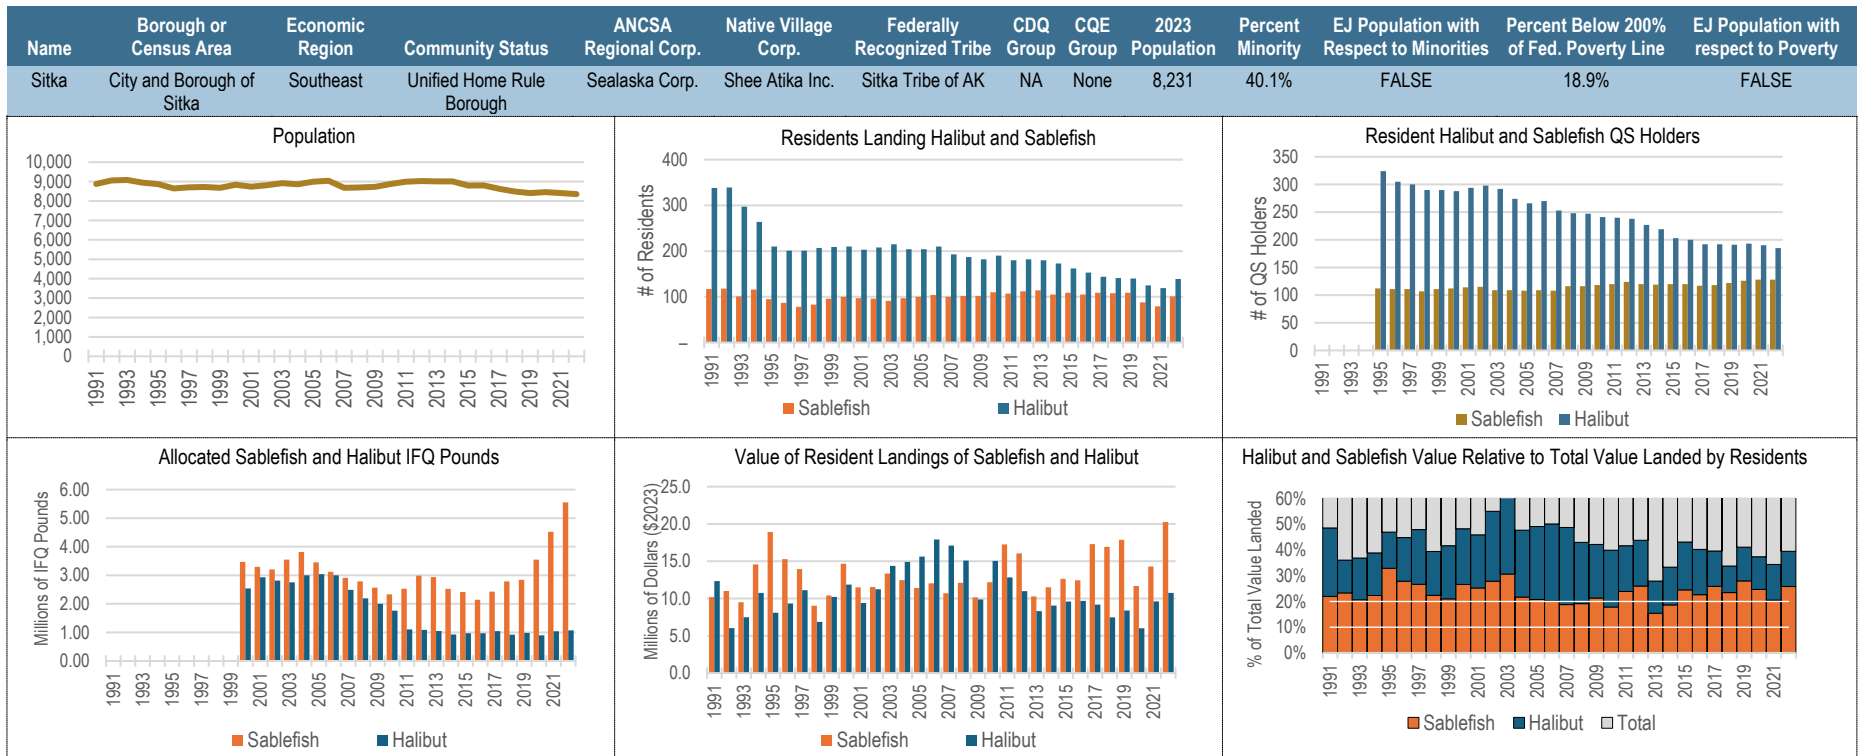 Name
Borough or
Census Area
Economic
Region
Community Status
ANCSA
Regional Corp.
Native Village
Corp.
Federally
Recognized Tribe
CDQ
Group
CQE
Group
2023
Population
Percent
Minority
EJ Population with
Respect to Minorities
Percent Below 200%
of Fed. Poverty Line
EJ Population with
respect to Poverty
Sitka
City and Borough of
Sitka
Southeast
Unified Home Rule
Borough
Sealaska Corp.
Shee Atika Inc.
Sitka Tribe of AK
NA
None
8,231
40.1%
FALSE
18.9%
FALSE
Population
10,000
9,000
8,000
7,000
6,000
5,000
4,000
3,000
2,000
1,000
0
1991
1993
1995
1997
1999
2001
2003
2005
2007
2009
2011
2013
2015
2017
2019
2021
Residents Landing Halibut and Sablefish
# of Residents
400
300
200
100
–
1991
1993
1995
1997
1999
2001
2003
2005
2007
2009
2011
2013
2015
2017
2019
2021
Sablefish
Halibut
Resident Halibut and Sablefish QS Holders
# of QS Holders
350
300
250
200
150
100
50
0
1991
1993
1995
1997
1999
2001
2003
2005
2007
2009
2011
2013
2015
2017
2019
2021
Sablefish
Halibut
Allocated Sablefish and Halibut IFQ Pounds
Millions of IFQ Pounds
6.00
5.00
4.00
3.00
2.00
1.00
0.00
1991
1993
1995
1997
1999
2001
2003
2005
2007
2009
2011
2013
2015
2017
2019
2021
Sablefish
Halibut
Value of Resident Landings of Sablefish and Halibut
Millions of Dollars ($2023)
25.0
20.0
15.0
10.0
5.0
0.0
1991
1993
1995
1997
1999
2001
2003
2005
2007
2009
2011
2013
2015
2017
2019
2021
Sablefish
Halibut
Halibut and Sablefish Value Relative to Total Value Landed by Residents
% of Total Value Landed
60%
50%
40%
30%
20%
10%
0%
1991
1993
1995
1997
1999
2001
2003
2005
2007
2009
2011
2013
2015
2017
2019
2021
Sablefish
Halibut
Total